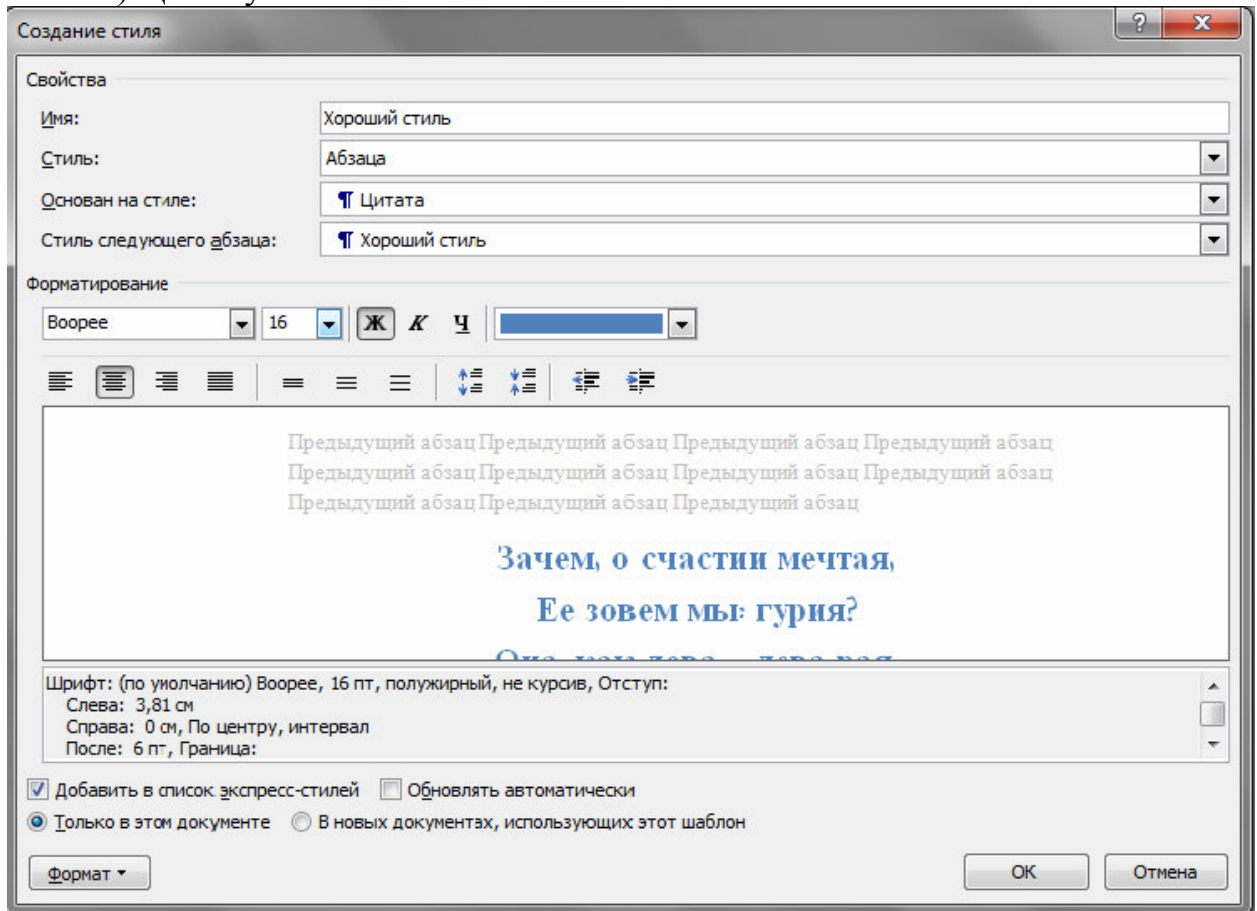 Создание стиля
Свойства
Имя: Хороший стиль
Стиль: Абзаца
Основан на стиле: ¶ Цитата
Стиль следующего абзаца: ¶ Хороший стиль
Форматирование
Boopee 16 Ж К Ч
Предыдущий абзац Предыдущий абзац Предыдущий абзац Предыдущий абзац
Предыдущий абзац Предыдущий абзац Предыдущий абзац Предыдущий абзац
Предыдущий абзац Предыдущий абзац Предыдущий абзац
Зачем, о счастии мечтая,
Ее зовем мы: гурия?
Шрифт: (по умолчанию) Boopee, 16 пт, полужирный, не курсив, Отступ:
Слева: 3,81 см
Справа: 0 см, По центру, интервал
После: 6 пт, Граница:
Добавить в список экспресс-стилей Обновлять автоматически
Только в этом документе В новых документах, использующих этот шаблон
Формат ОК Отмена